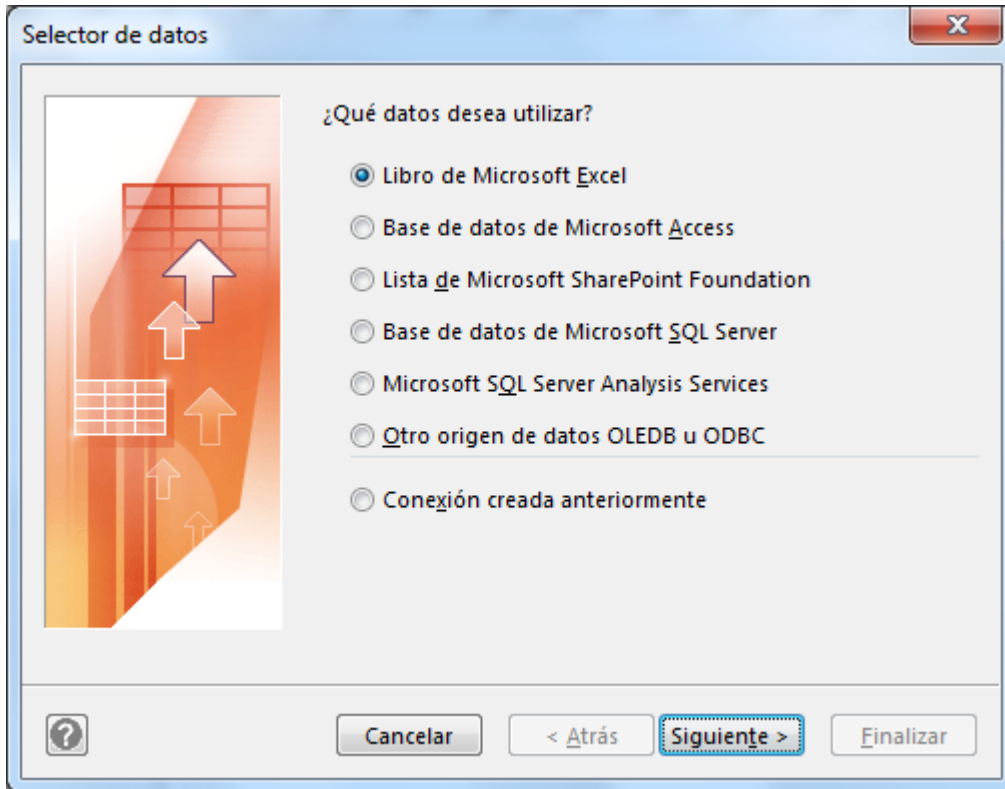 Selector de datos
¿Qué datos desea utilizar?
Libro de Microsoft Excel
Base de datos de Microsoft Access
Lista de Microsoft SharePoint Foundation
Base de datos de Microsoft SQL Server
Microsoft SQL Server Analysis Services
Otro origen de datos OLEDB u ODBC
Conexión creada anteriormente
Cancelar
< Atrás
Siguiente >
Finalizar